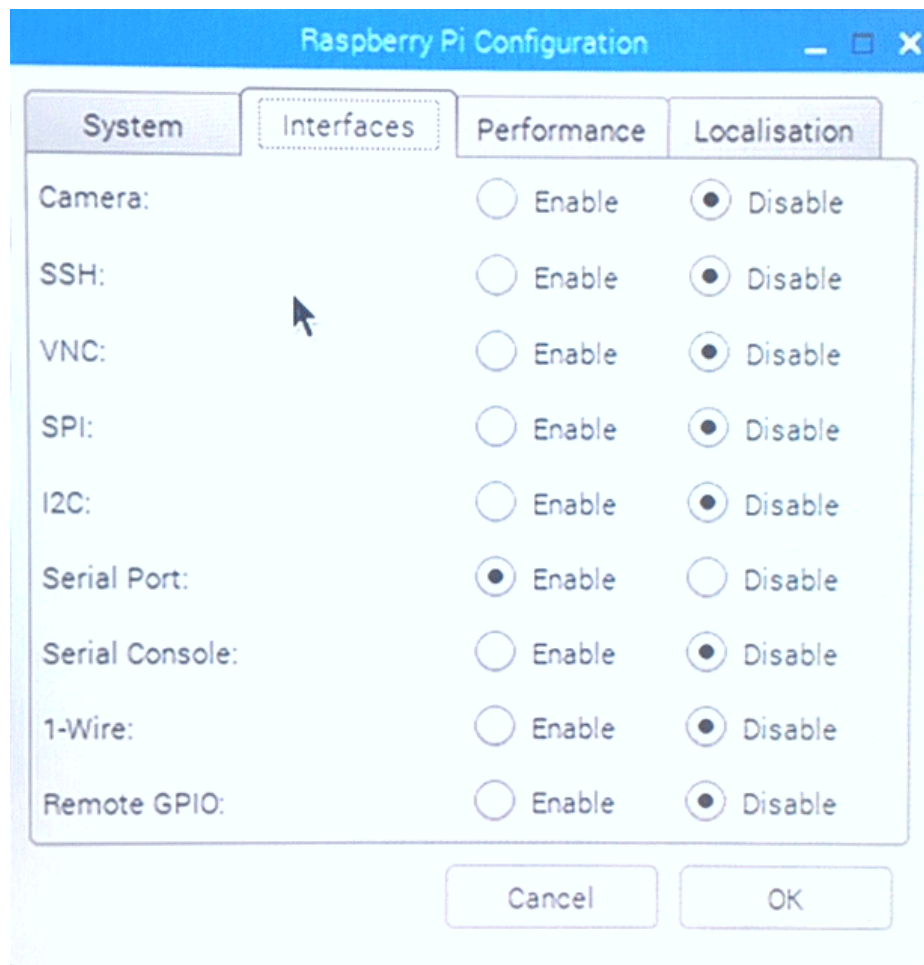 Raspberry Pi Configuration
System Interfaces Performance Localisation
Camera: Enable Disable
SSH: Enable Disable
VNC: Enable Disable
SPI: Enable Disable
I2C: Enable Disable
Serial Port: Enable Disable
Serial Console: Enable Disable
1-Wire: Enable Disable
Remote GPIO: Enable Disable
Cancel OK